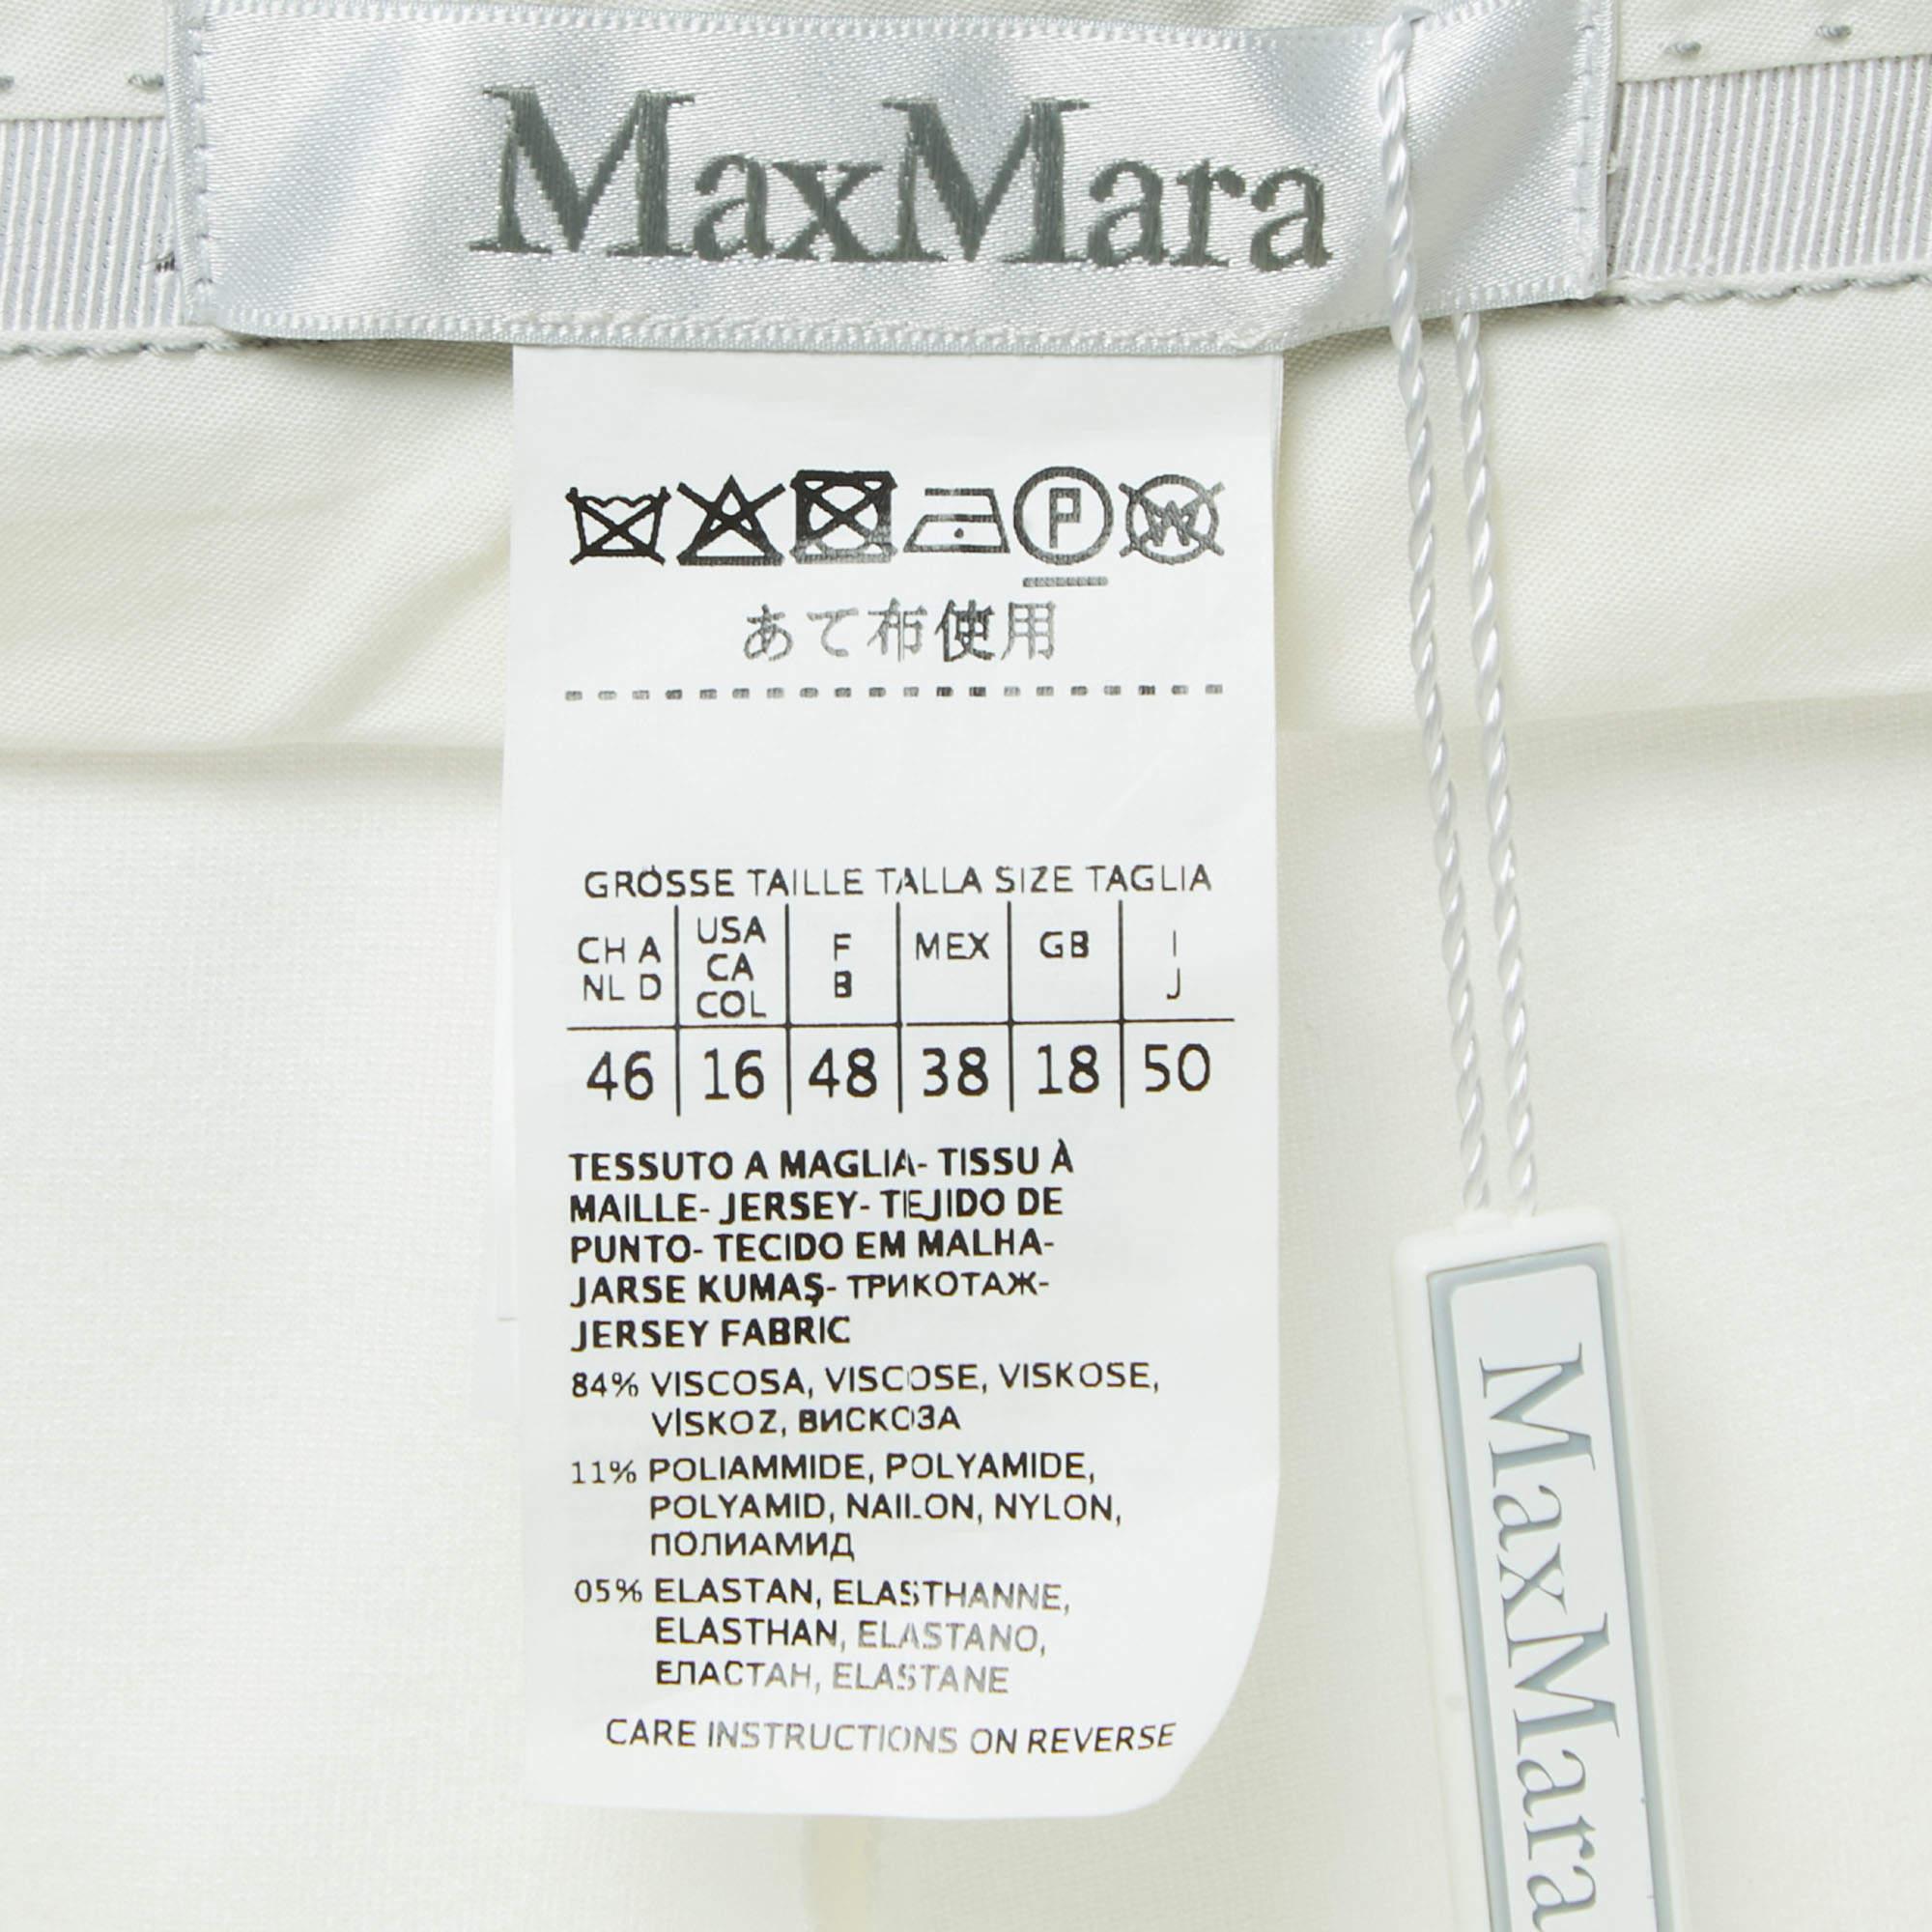 MaxMara
P W
あて布使用
GRÖSSE TAILLE TALLA SIZE TAGLIA
CH A NL D | USA CA COL | F B | MEX | GB | I J
46 | 16 | 48 | 38 | 18 | 50
TESSUTO A MAGLIA- TISSU À
MAILLE- JERSEY- TEJIDO DE
PUNTO- TECIDO EM MALHA-
JARSE KUMAŞ- ТРИКОТАЖ-
JERSEY FABRIC
84% VISCOSA, VISCOSE, VISKOSE,
VISKOZ, ВИСКОЗА
11% POLIAMMIDE, POLYAMIDE,
POLYAMID, NAILON, NYLON,
ПОЛИАМИД
05% ELASTAN, ELASTHANNE,
ELASTHAN, ELASTANO,
ЕЛАСТАН, ELASTANE
CARE INSTRUCTIONS ON REVERSE
MaxMara